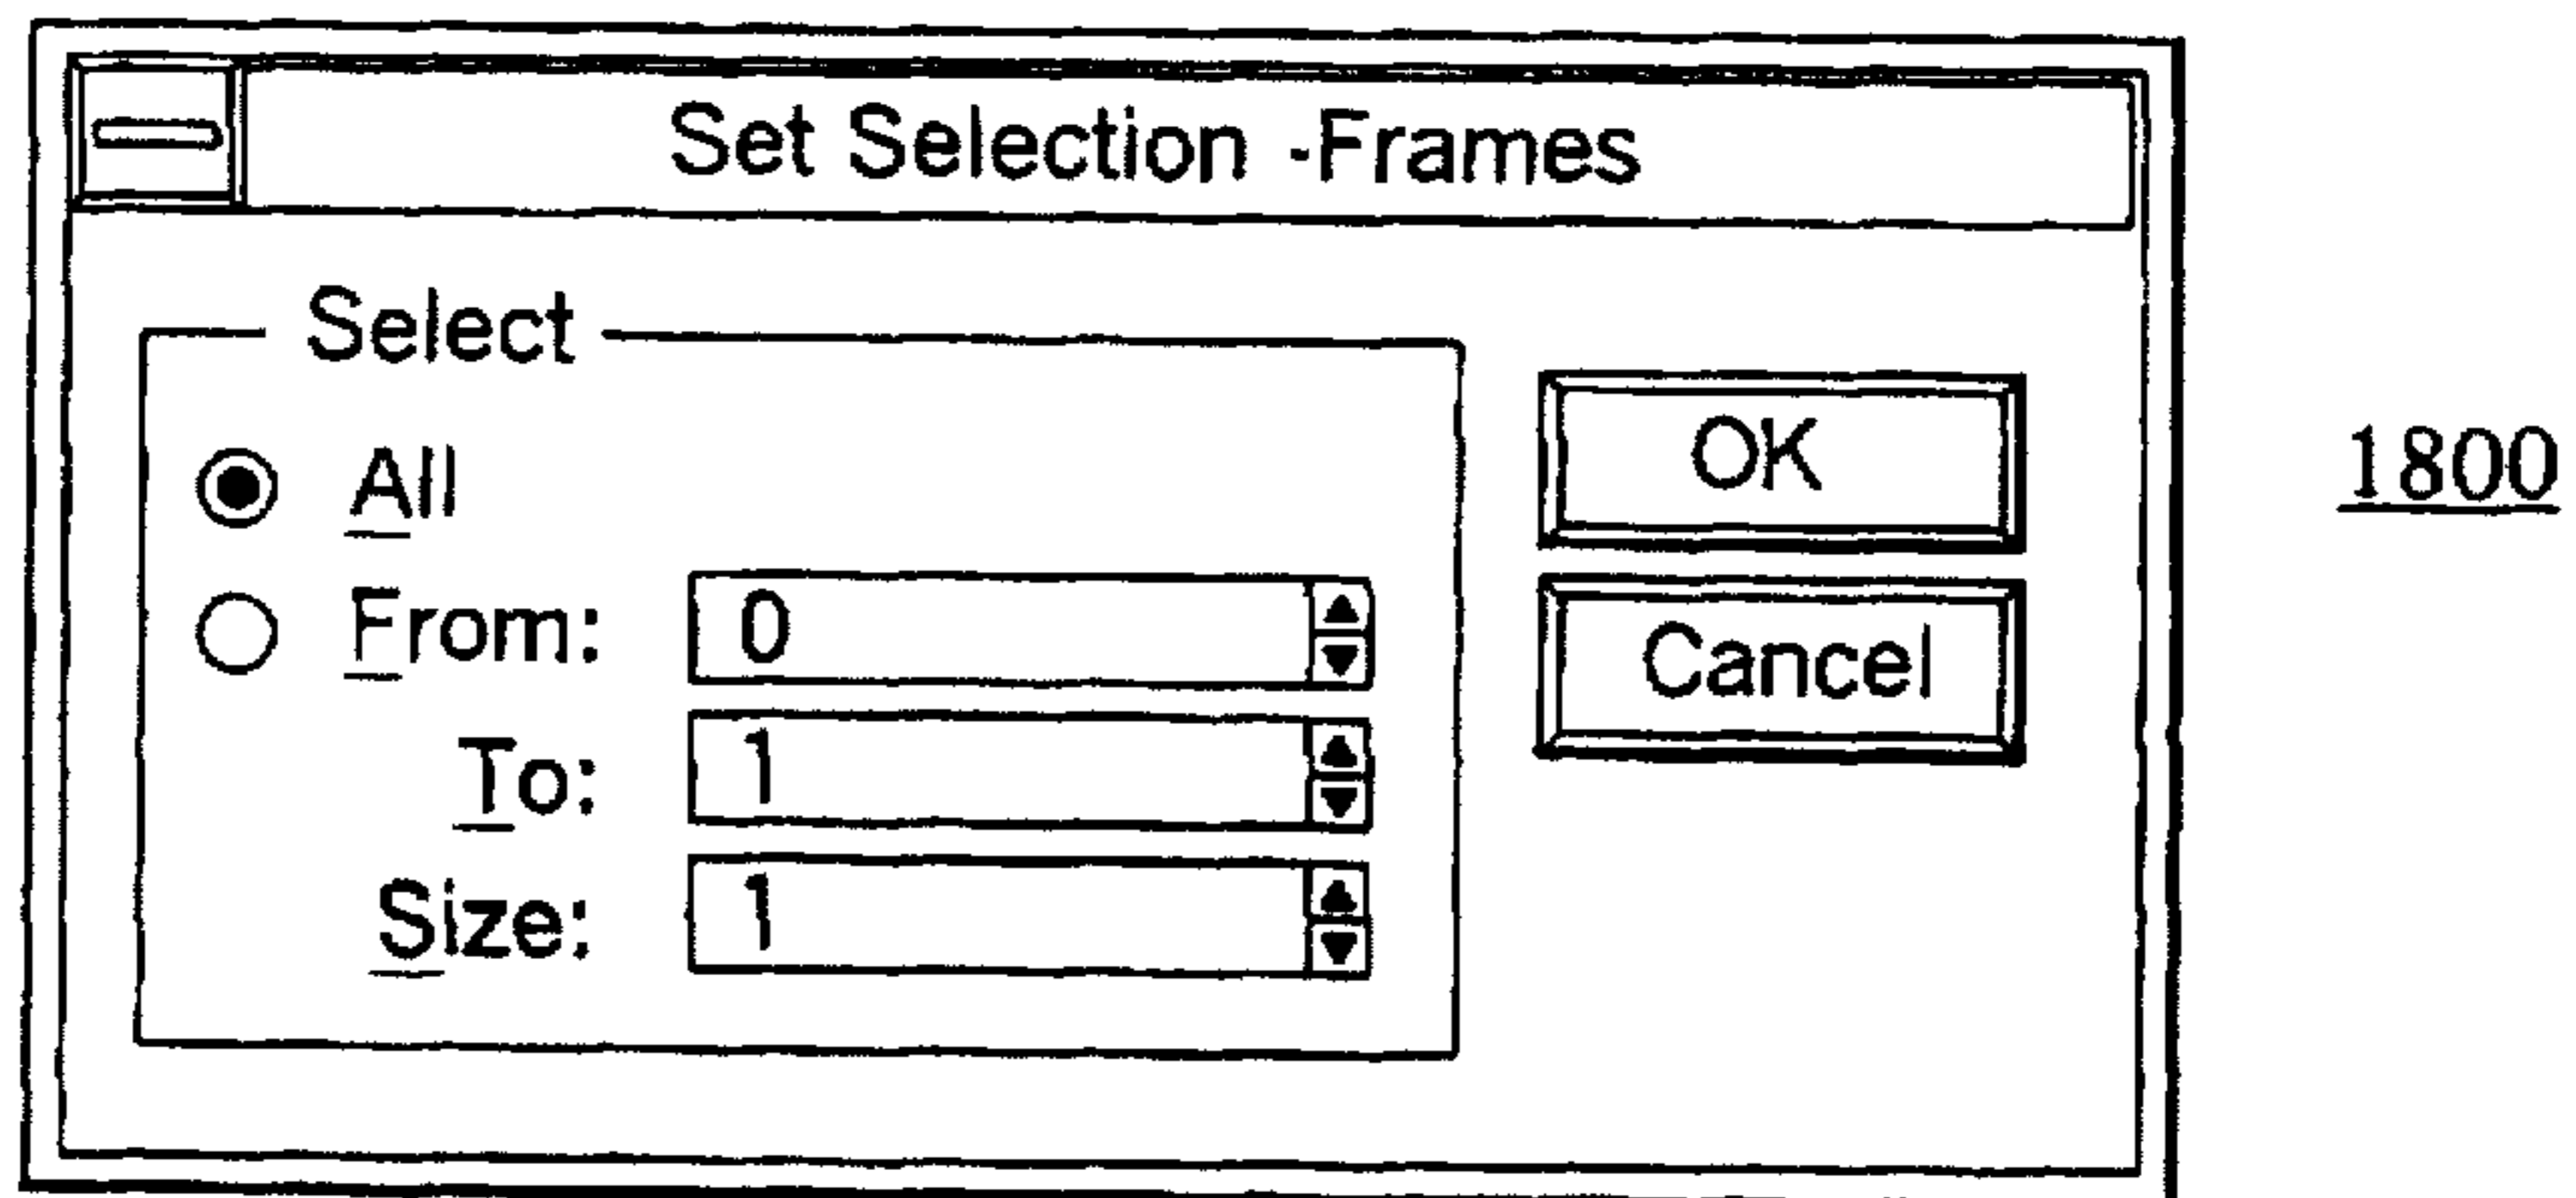 Set Selection -Frames
Select
All
From: 0
To: 1
Size: 1
OK
Cancel
1800